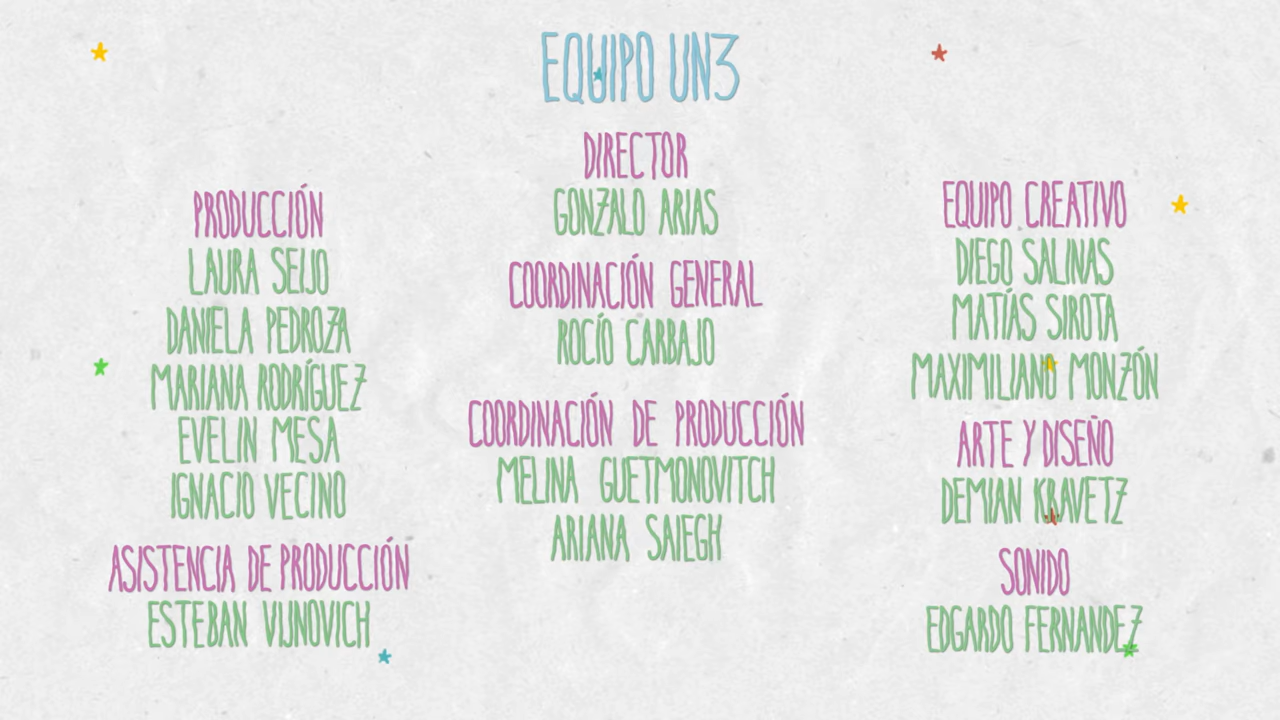 EQUIPO UN3
DIRECTOR
GONZALO ARIAS
COORDINACIÓN GENERAL
ROCÍO CARBAJO
COORDINACIÓN DE PRODUCCIÓN
MELINA GUETMONOVITCH
ARIANA SAIEGH
PRODUCCIÓN
LAURA SEIJO
DANIELA PEDROZA
MARIANA RODRÍGUEZ
EVELIN MESA
IGNACIO VECINO
ASISTENCIA DE PRODUCCIÓN
ESTEBAN VIJNOVICH
EQUIPO CREATIVO
DIEGO SALINAS
MATÍAS SIROTA
MAXIMILIANO MONZÓN
ARTE Y DISEÑO
DEMIAN KRAVETZ
SONIDO
EDGARDO FERNANDEZ